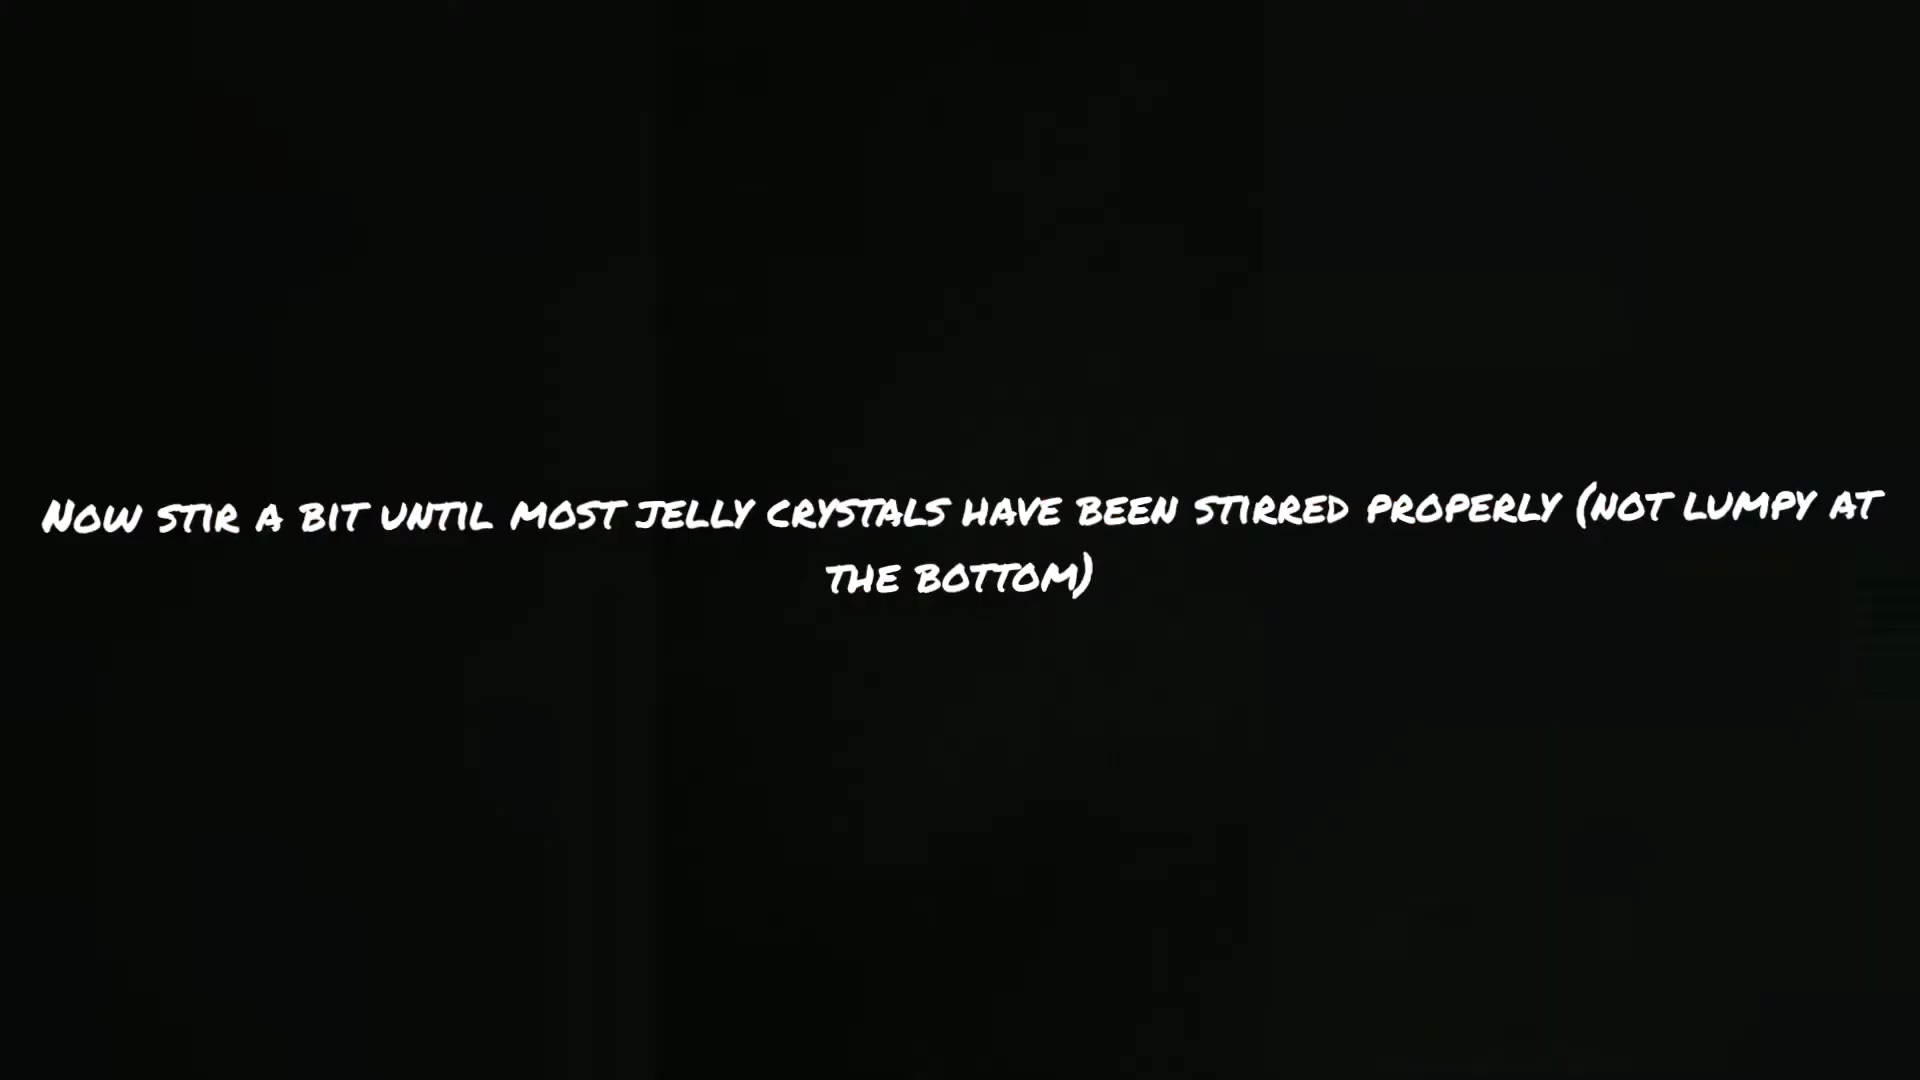 Now stir a bit until most jelly crystals have been stirred properly (not lumpy at
the bottom)